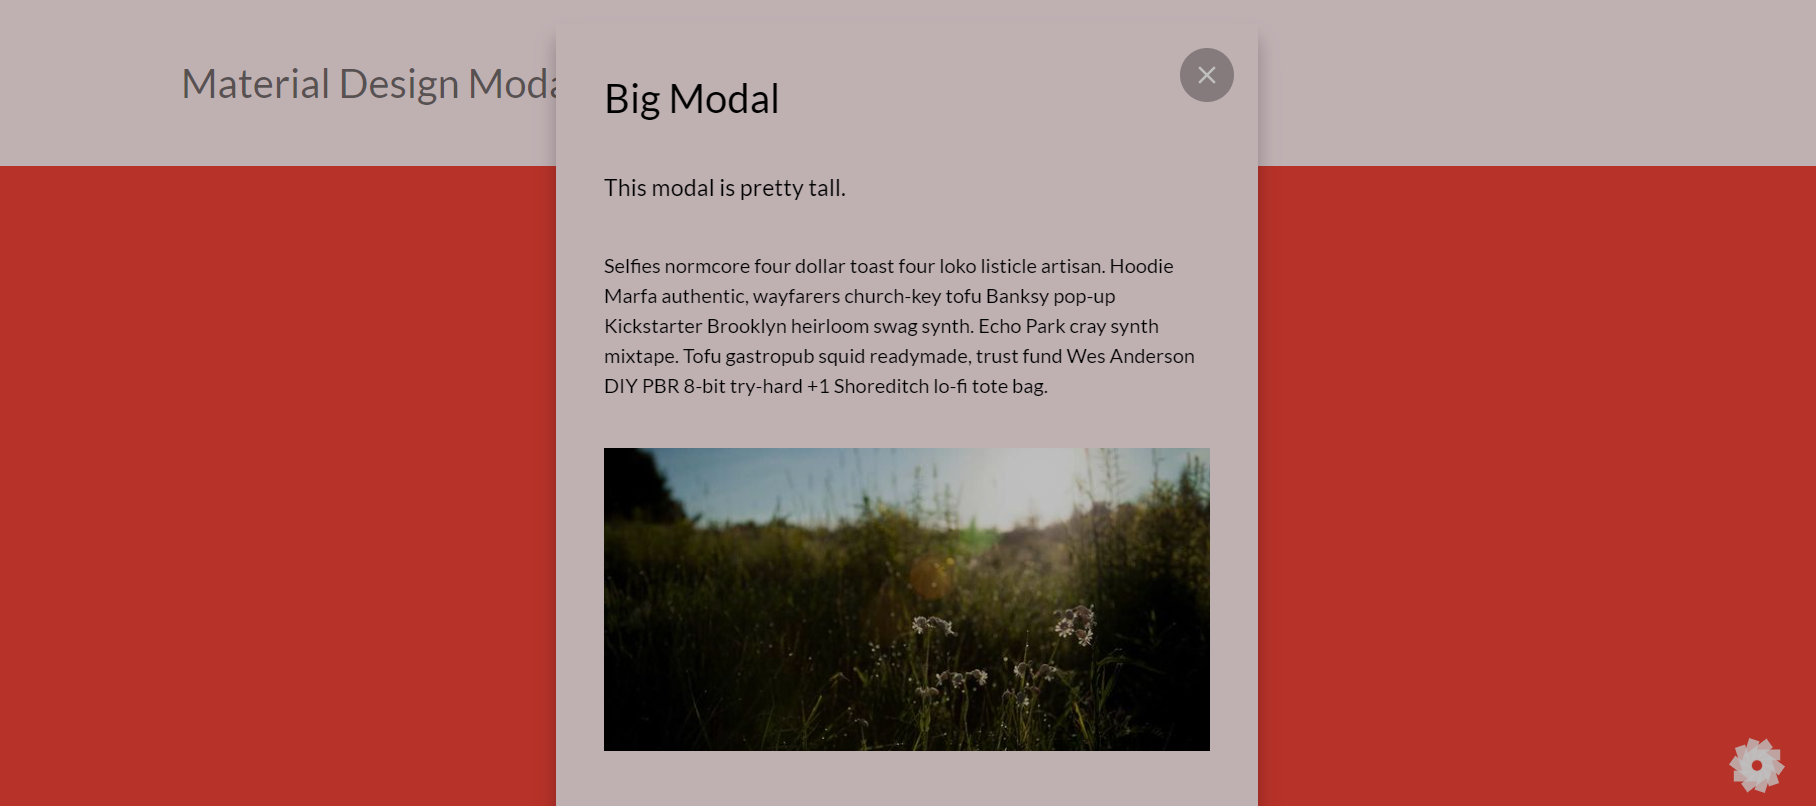 Material Design Moda
Big Modal
This modal is pretty tall.
Selfies normcore four dollar toast four loko listicle artisan. Hoodie
Marfa authentic, wayfarers church-key tofu Banksy pop-up
Kickstarter Brooklyn heirloom swag synth. Echo Park cray synth
mixtape. Tofu gastropub squid readymade, trust fund Wes Anderson
DIY PBR 8-bit try-hard +1 Shoreditch lo-fi tote bag.